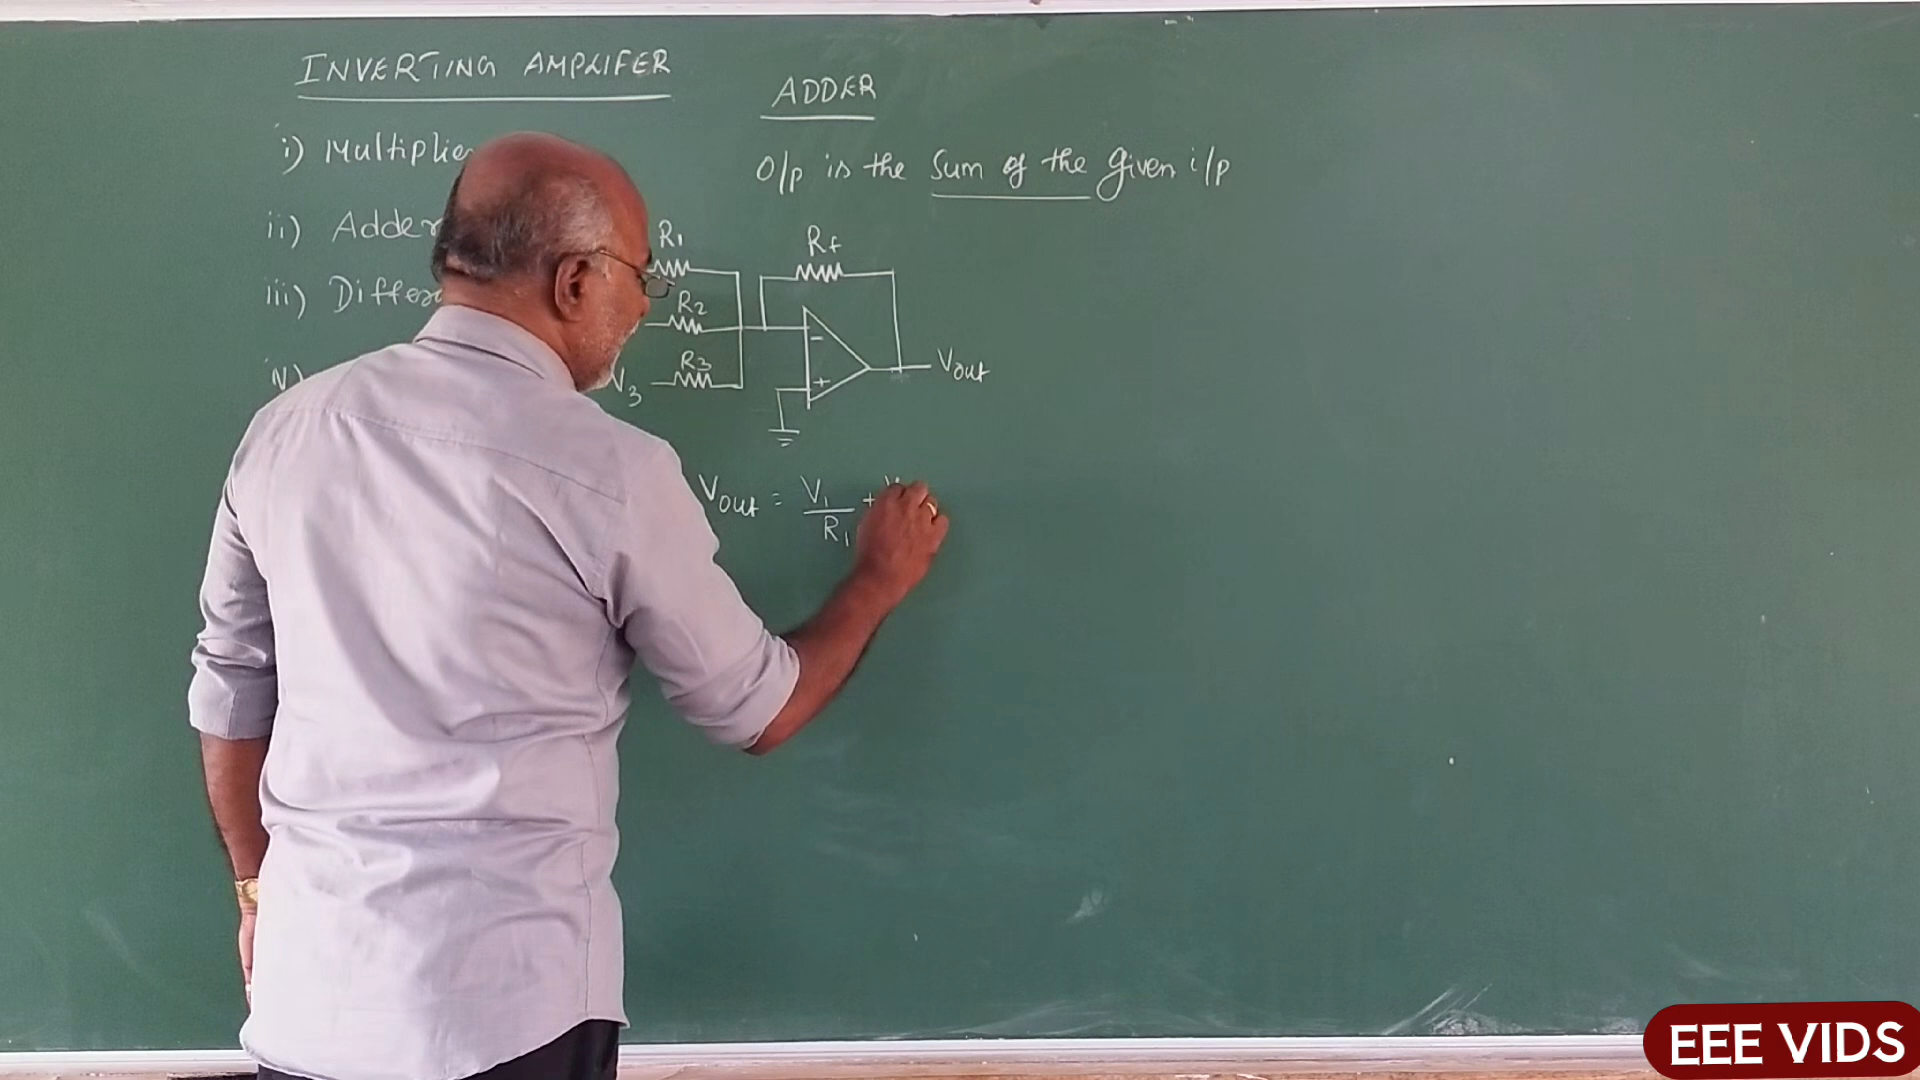 INVERTING AMPLIFER
i) Multiplie
ii) Adder
iii) Differ
ADDER
O/p is the Sum of the given i/p
R1
Rf
R2
R3
V3
-
+
Vout
Vout = V1/R1 +
EEE VIDS